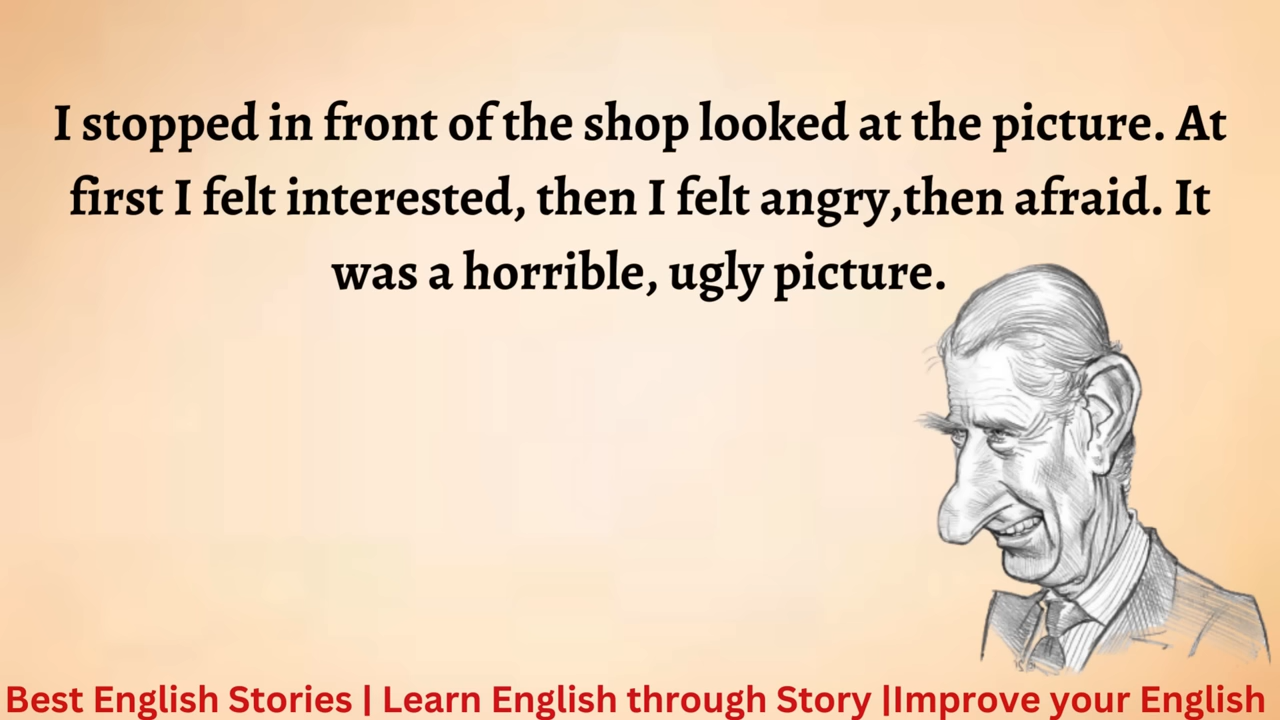 I stopped in front of the shop looked at the picture. At
first I felt interested, then I felt angry,then afraid. It
was a horrible, ugly picture.
Best English Stories | Learn English through Story |Improve your English